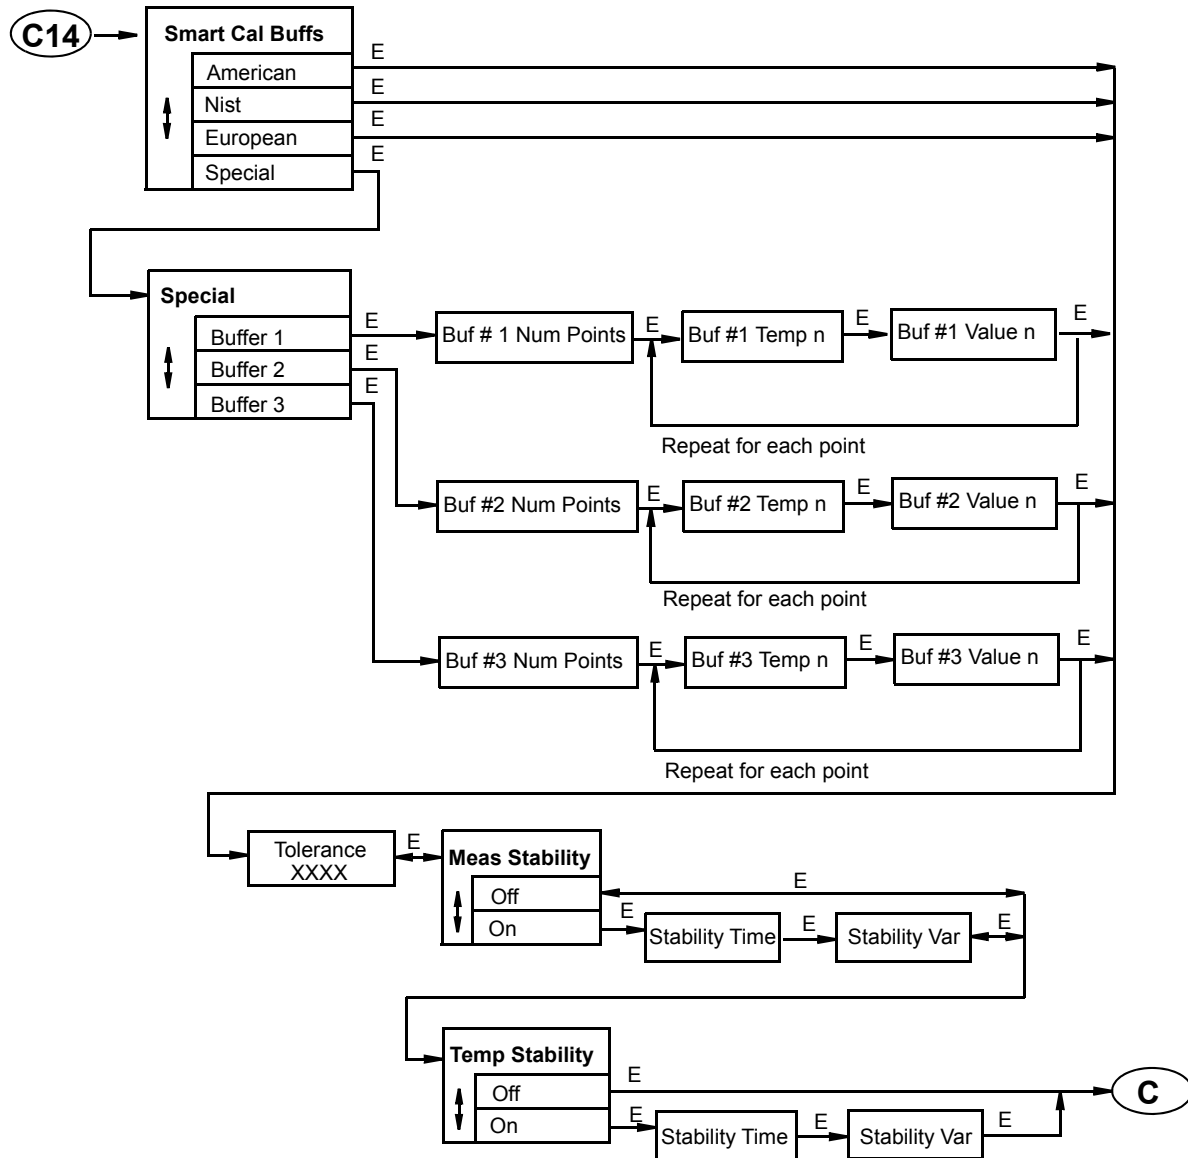 C14
Smart Cal Buffs
E
American
E
Nist
E
European
E
Special
Special
E
Buffer 1
E
Buffer 2
E
Buffer 3
Buf # 1 Num Points
E
Buf #1 Temp n
E
Buf #1 Value n
E
Repeat for each point
Buf #2 Num Points
E
Buf #2 Temp n
E
Buf #2 Value n
E
Repeat for each point
Buf #3 Num Points
E
Buf #3 Temp n
E
Buf #3 Value n
E
Repeat for each point
Tolerance
XXXX
E
Meas Stability
Off
E
On
E
Stability Time
E
Stability Var
E
Temp Stability
Off
E
On
E
Stability Time
E
Stability Var
E
C